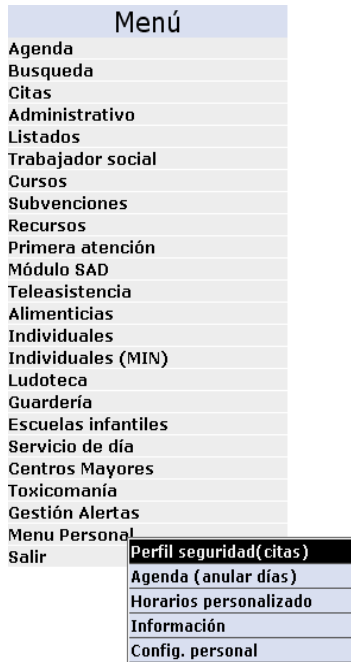 Menú
Agenda
Busqueda
Citas
Administrativo
Listados
Trabajador social
Cursos
Subvenciones
Recursos
Primera atención
Módulo SAD
Teleasistencia
Alimenticias
Individuales
Individuales (MIN)
Ludoteca
Guardería
Escuelas infantiles
Servicio de día
Centros Mayores
Toxicomanía
Gestión Alertas
Menu Personal
Salir
Perfil seguridad(citas)
Agenda (anular días)
Horarios personalizado
Información
Config. personal